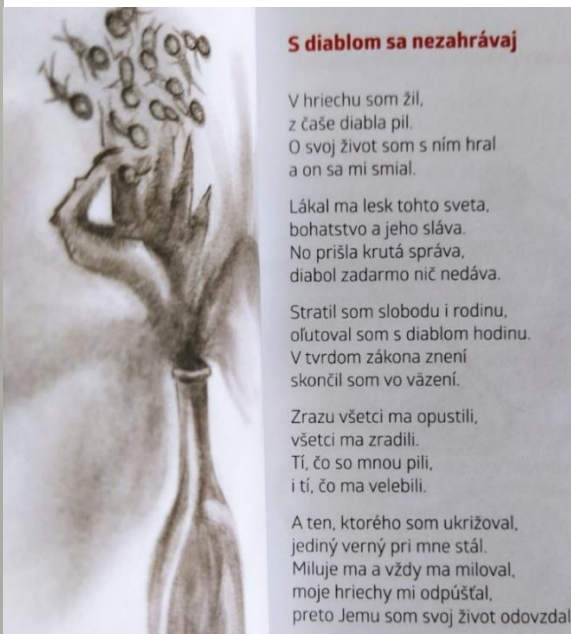 S diablom sa nezahrávaj
V hriechu som žil,
z čaše diabla pil.
O svoj život som s ním hral
a on sa mi smial.
Lákal ma lesk tohto sveta,
bohatstvo a jeho sláva.
No prišla krutá správa,
diabol zadarmo nič nedáva.
Stratil som slobodu i rodinu,
oľutoval som s diablom hodinu.
V tvrdom zákona znení
skončil som vo väzení.
Zrazu všetci ma opustili,
všetci ma zradili.
Tí, čo so mnou pili,
i tí, čo ma velebili.
A ten, ktorého som ukrižoval,
jediný verný pri mne stál.
Miluje ma a vždy ma miloval,
moje hriechy mi odpúšťal,
preto Jemu som svoj život odovzdal